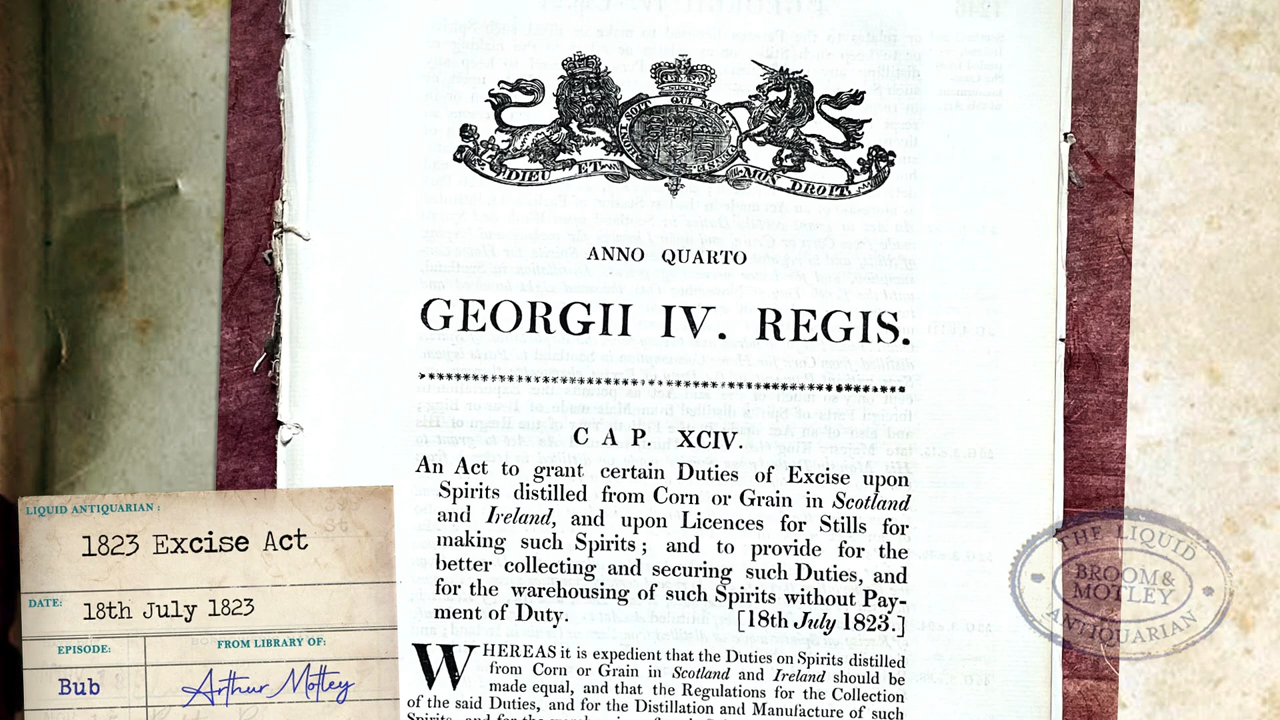 HONI SOIT QUI MAL Y PENSE
DIEU ET MON DROIT
ANNO QUARTO
GEORGII IV. REGIS.
CAP. XCIV.
An Act to grant certain Duties of Excise upon
Spirits distilled from Corn or Grain in Scotland
and Ireland, and upon Licences for Stills for
making such Spirits; and to provide for the
better collecting and securing such Duties, and
for the warehousing of such Spirits without Pay-
ment of Duty. [18th July 1823.]
WHEREAS it is expedient that the Duties on Spirits distilled
from Corn or Grain in Scotland and Ireland should be
made equal, and that the Regulations for the Collection
of the said Duties, and for the Distillation and Manufacture of such
LIQUID ANTIQUARIAN:
1823 Excise Act
DATE: 18th July 1823
EPISODE: FROM LIBRARY OF:
Bub Arthur Motley
THE LIQUID
BROOM &
MOTLEY
ANTIQUARIAN